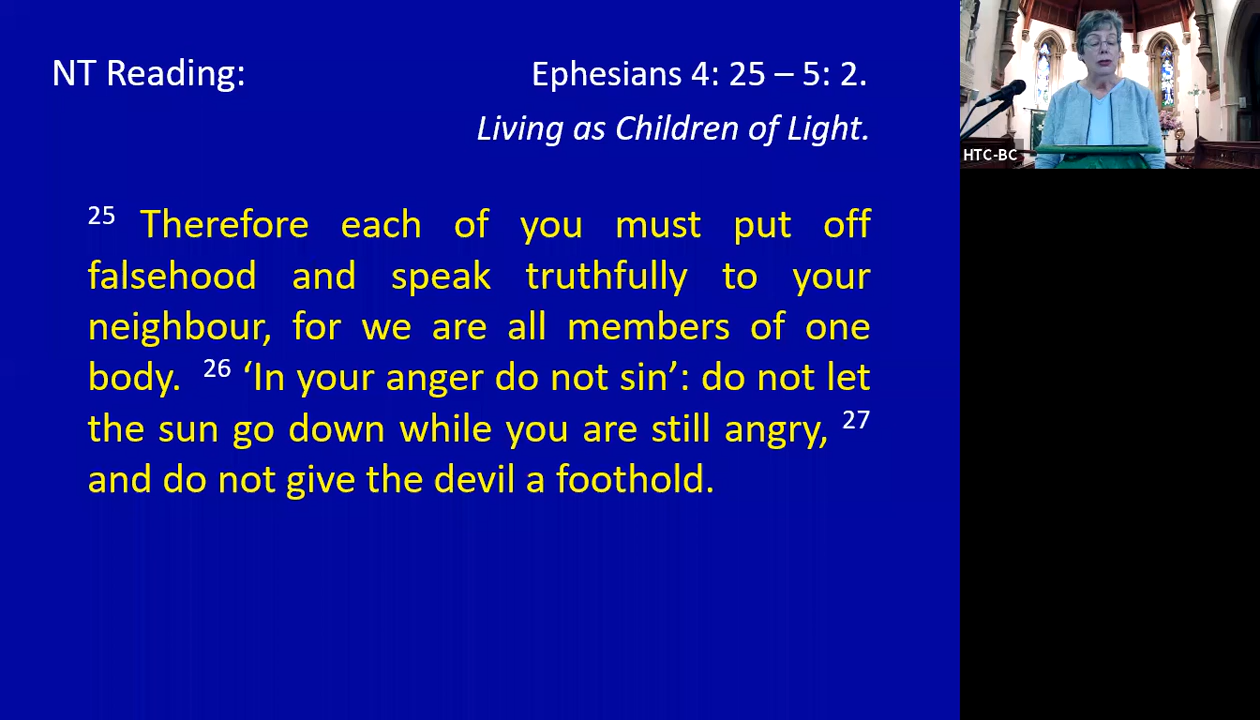 NT Reading:
Ephesians 4: 25 – 5: 2.
Living as Children of Light.
HTC-BC
25 Therefore each of you must put off
falsehood and speak truthfully to your
neighbour, for we are all members of one
body. 26 ‘In your anger do not sin’: do not let
the sun go down while you are still angry, 27
and do not give the devil a foothold.